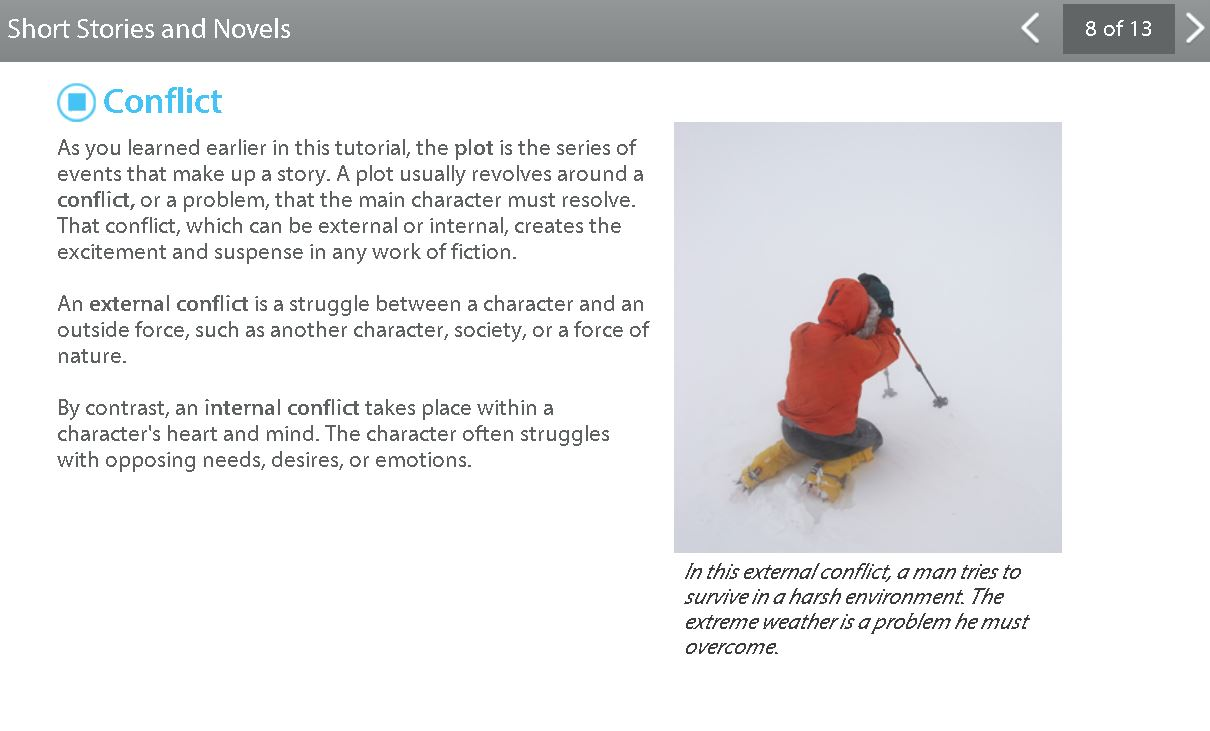 Short Stories and Novels
8 of 13
Conflict
As you learned earlier in this tutorial, the plot is the series of
events that make up a story. A plot usually revolves around a
conflict, or a problem, that the main character must resolve.
That conflict, which can be external or internal, creates the
excitement and suspense in any work of fiction.
An external conflict is a struggle between a character and an
outside force, such as another character, society, or a force of
nature.
By contrast, an internal conflict takes place within a
character's heart and mind. The character often struggles
with opposing needs, desires, or emotions.
In this external conflict, a man tries to
survive in a harsh environment. The
extreme weather is a problem he must
overcome.